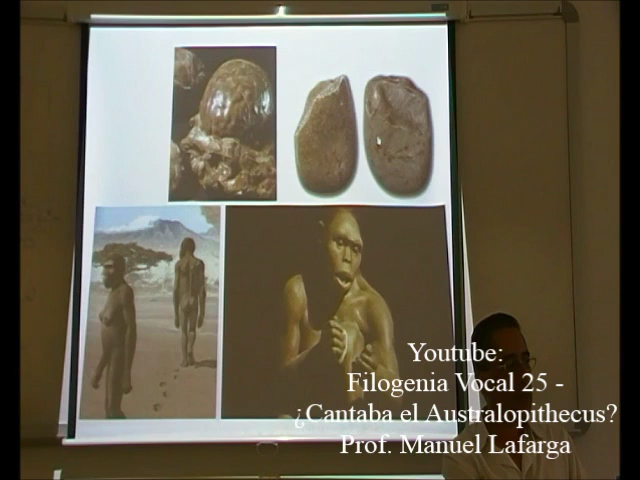 Youtube:
Filogenia Vocal 25 -
¿Cantaba el Australopithecus?
Prof. Manuel Lafarga